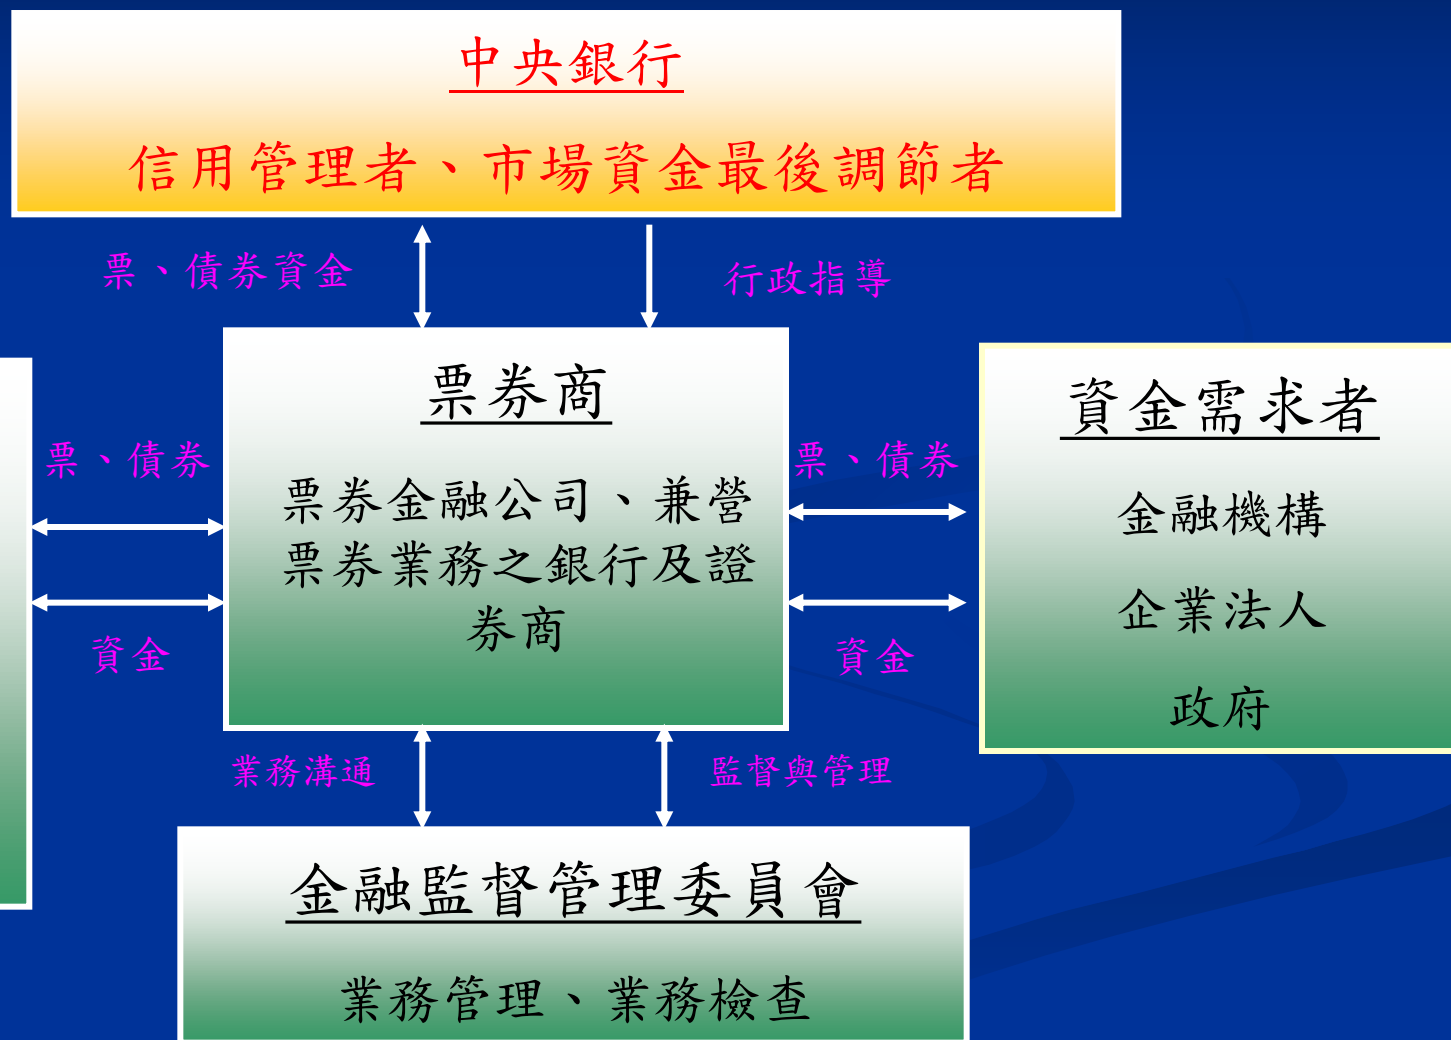 中央銀行
信用管理者、市場資金最後調節者
票、債券資金
行政指導
票券商
票券金融公司、兼營
票券業務之銀行及證
券商
資金需求者
金融機構
企業法人
政府
票、債券
資金
票、債券
資金
業務溝通
監督與管理
金融監督管理委員會
業務管理、業務檢查